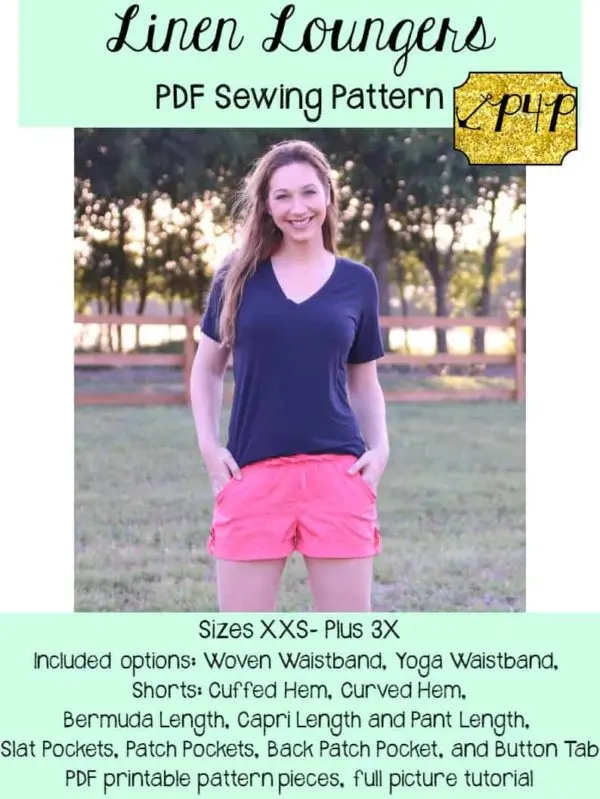 Linen Loungers
PDF Sewing Pattern
P4P
Sizes XXS- Plus 3X
Included options: Woven Waistband, Yoga Waistband,
Shorts: Cuffed Hem, Curved Hem,
Bermuda Length, Capri Length and Pant Length,
Slat Pockets, Patch Pockets, Back Patch Pocket, and Button Tab
PDF printable pattern pieces, full picture tutorial